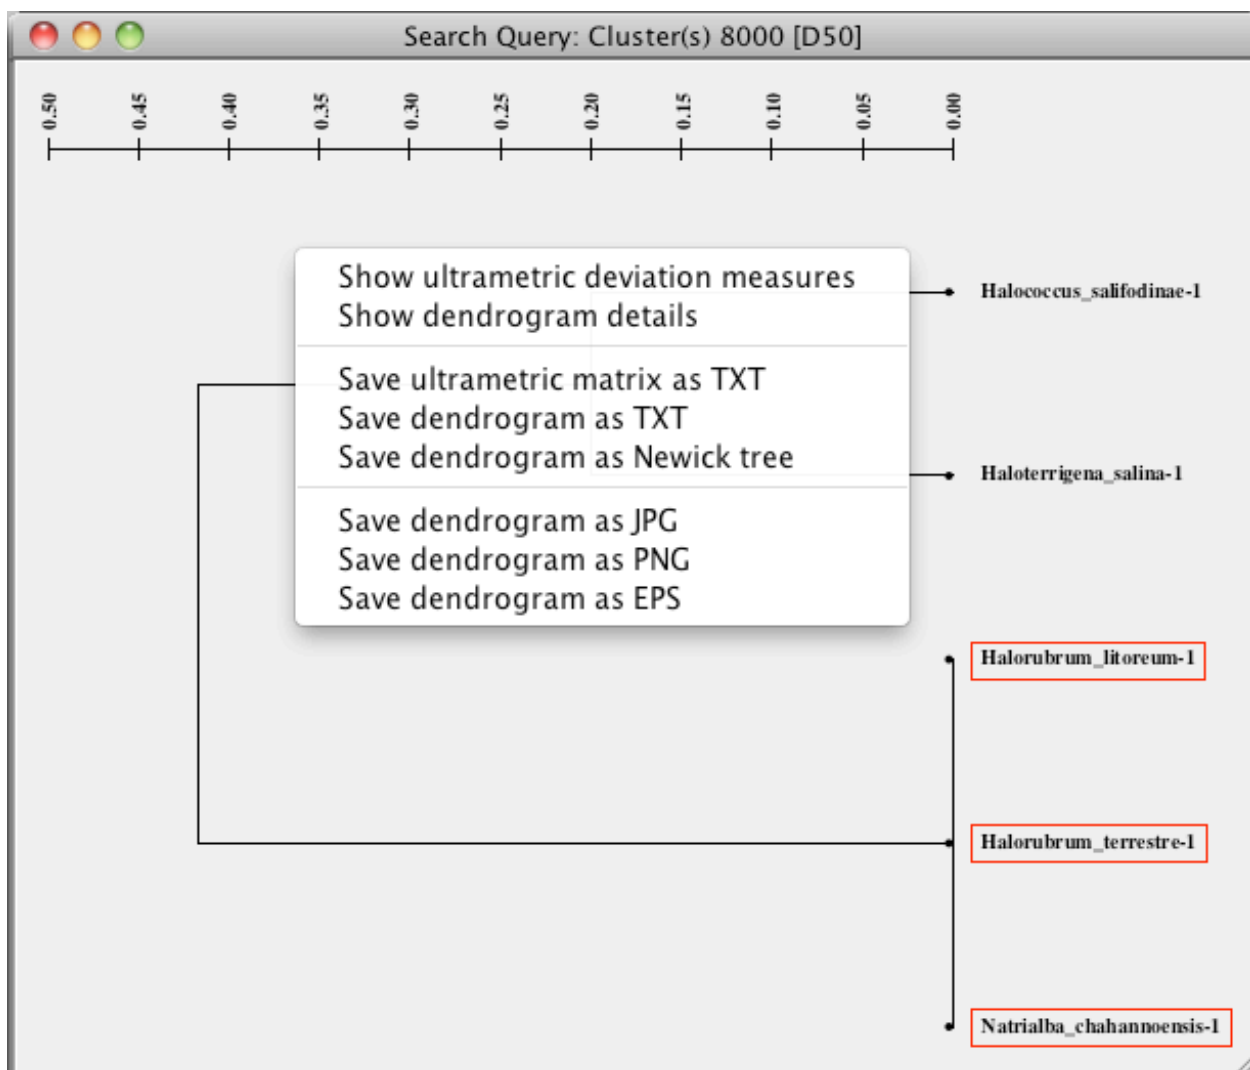 Search Query: Cluster(s) 8000 [D50]
0.50 0.45 0.40 0.35 0.30 0.25 0.20 0.15 0.10 0.05 0.00
Show ultrametric deviation measures
Halococcus_salifodinae-1
Show dendrogram details
Save ultrametric matrix as TXT
Save dendrogram as TXT
Save dendrogram as Newick tree
Haloterrigena_salina-1
Save dendrogram as JPG
Save dendrogram as PNG
Save dendrogram as EPS
Halorubrum_litoreum-1
Halorubrum_terrestre-1
Natrialba_chahannoensis-1